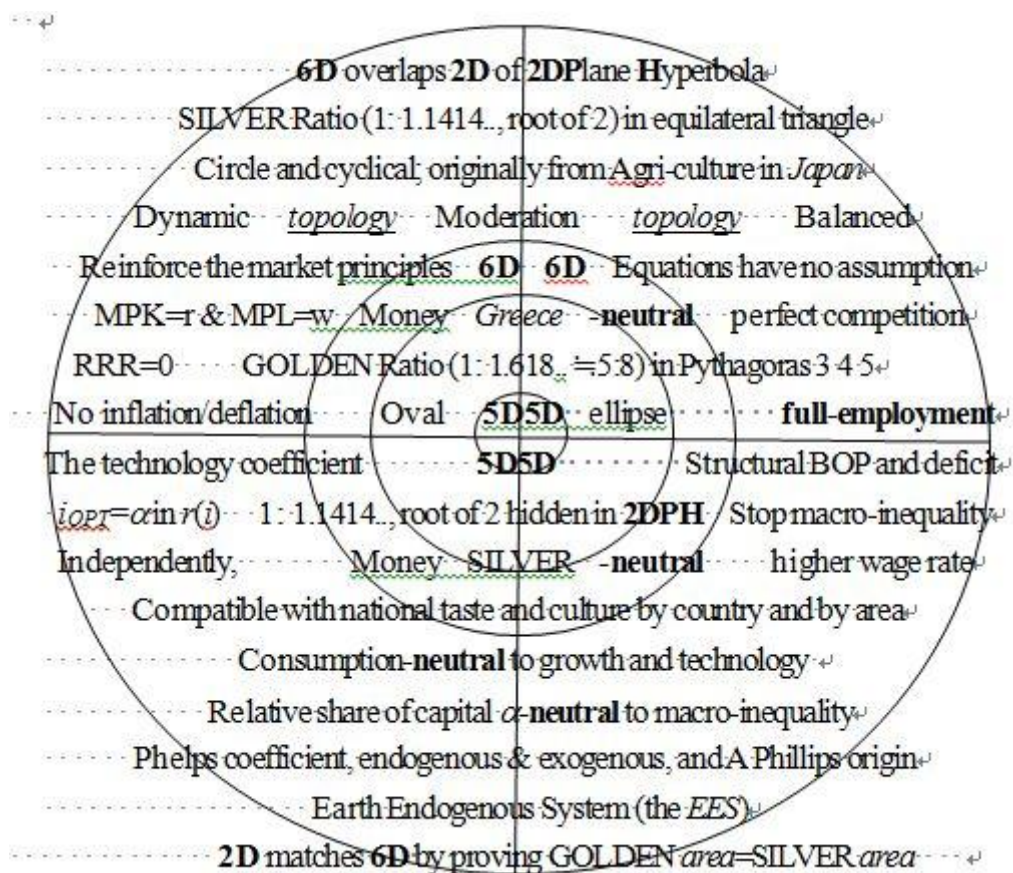 6D overlaps 2D of 2DPlane Hyperbola
SILVER Ratio (1: 1.1414.., root of 2) in equilateral triangle
Circle and cyclical; originally from Agri-culture in Japan
Dynamic topology Moderation topology Balanced
Reinforce the market principles 6D 6D Equations have no assumption
MPK=r & MPL=w Money Greece -neutral perfect competition
RRR=0 GOLDEN Ratio (1: 1.618.. ≒5:8) in Pythagoras 3 4 5
No inflation/deflation Oval 5D5D ellipse full-employment
The technology coefficient 5D5D Structural BOP and deficit
iOPT=α in r(i) 1: 1.1414.., root of 2 hidden in 2DPH Stop macro-inequality
Independently, Money SILVER -neutral higher wage rate
Compatible with national taste and culture by country and by area
Consumption-neutral to growth and technology
Relative share of capital α-neutral to macro-inequality
Phelps coefficient, endogenous & exogenous, and A Phillips origin
Earth Endogenous System (the EES)
2D matches 6D by proving GOLDEN area=SILVER area